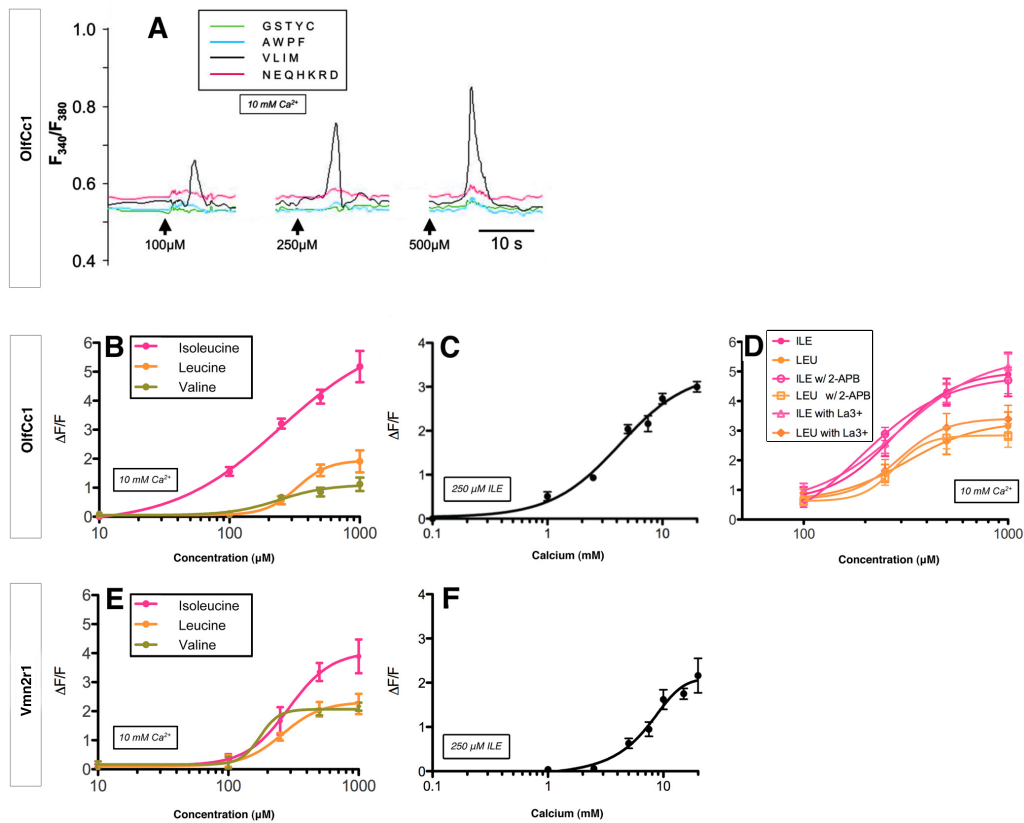 OlfCc1
A
F340/F380
1.0
0.8
0.6
0.4
GSTYC
AWPF
VLIM
NEQHKRD
10 mM Ca²⁺
100µM
250µM
500µM
10 s
OlfCc1
B
ΔF/F
6
5
4
3
2
1
0
Isoleucine
Leucine
Valine
10 mM Ca²⁺
10
100
1000
Concentration (µM)
C
ΔF/F
4
3
2
1
0
250 µM ILE
0.1
1
10
Calcium (mM)
D
ΔF/F
6
5
4
3
2
1
0
ILE
LEU
ILE w/ 2-APB
LEU w/ 2-APB
ILE with La3+
LEU with La3+
10 mM Ca²⁺
100
1000
Concentration (µM)
Vmn2r1
E
ΔF/F
6
5
4
3
2
1
0
Isoleucine
Leucine
Valine
10 mM Ca²⁺
10
100
1000
Concentration (µM)
F
ΔF/F
4
3
2
1
0
250 µM ILE
0.1
1
10
Calcium (mM)